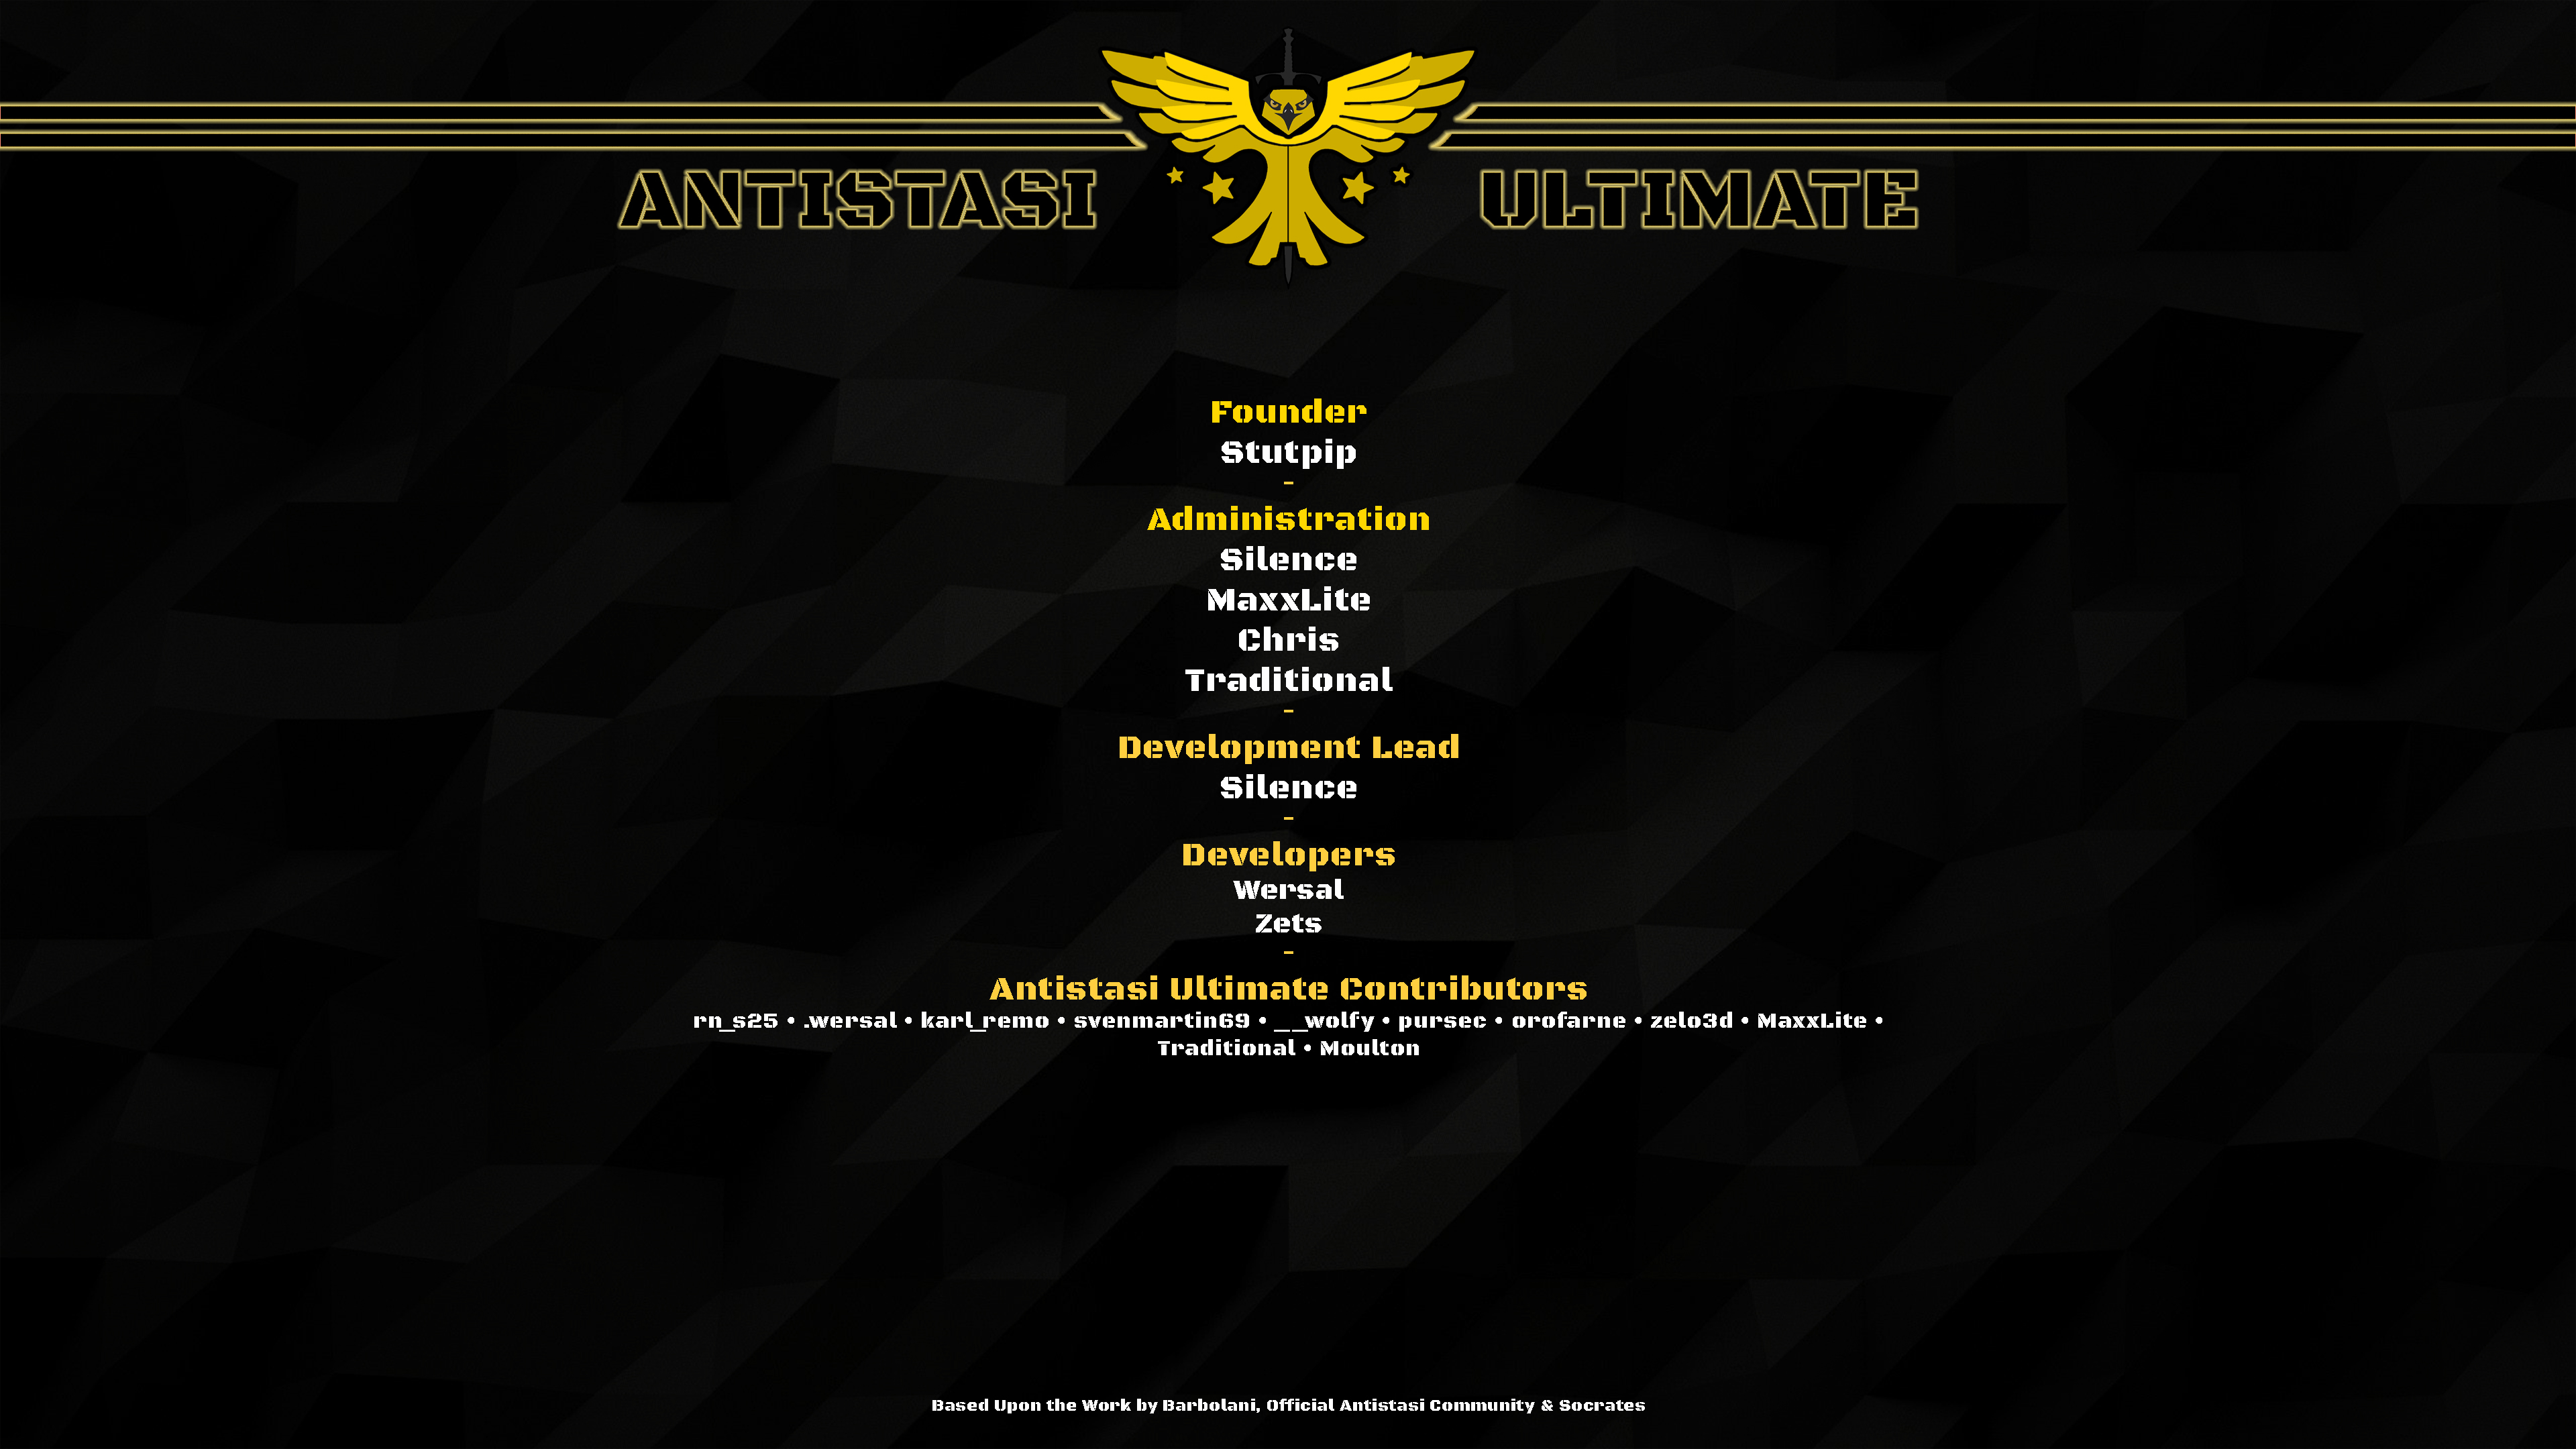 ANTISTASI ULTIMATE
Founder
Stutpip
-
Administration
Silence
MaxxLite
Chris
Traditional
-
Development Lead
Silence
-
Developers
Wersal
Zets
-
Antistasi Ultimate Contributors
rn_s25 • .wersal • karl_remo • svenmartin69 • __wolfy • pursec • orofarne • zelo3d • MaxxLite •
Traditional • Moulton
Based Upon the Work by Barbolani, Official Antistasi Community & Socrates